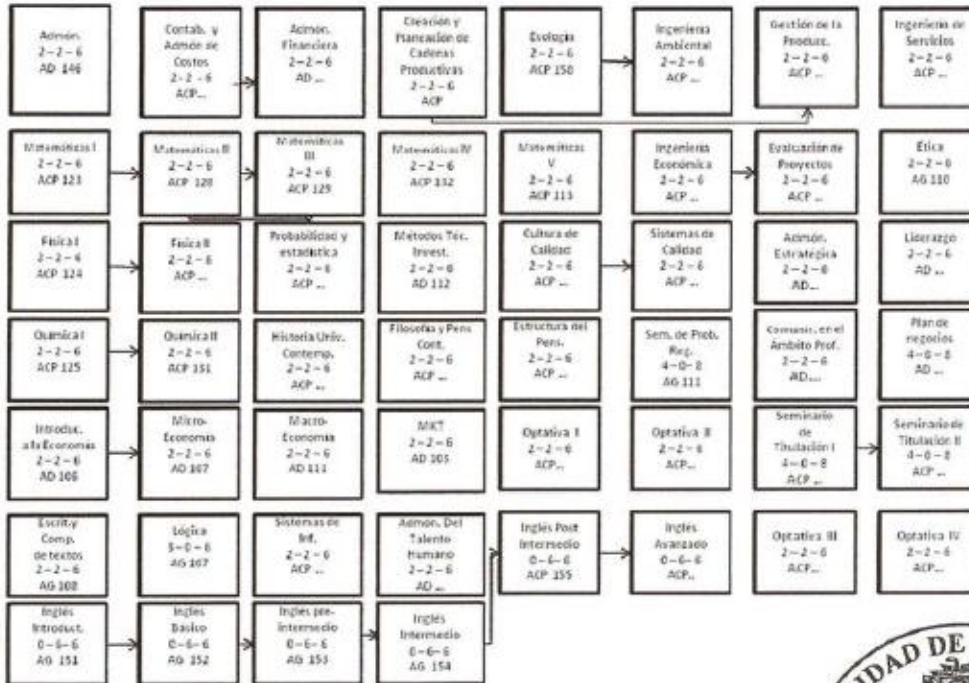 Admón.
2-2-6
AD 146
Contab. y
Admón de
Costos
2-2-6
ACP...
Admón.
Financiera
2-2-6
AD ...
Creación y
Planeación de
Cadenas
Productivas
2-2-6
ACP
Ecología
2-2-6
ACP 158
Ingeniería
Ambiental
2-2-6
ACP ...
Gestión de la
Producc.
2-2-6
ACP ...
Ingeniería de
Servicios
2-2-6
ACP ...
Matemáticas I
2-2-6
ACP 123
Matemáticas II
2-2-6
ACP 128
Matemáticas
III
2-2-6
ACP 129
Matemáticas IV
2-2-6
ACP 132
Matemáticas
V
2-2-6
ACP 113
Ingeniería
Económica
2-2-6
ACP ...
Evaluación de
Proyectos
2-2-6
ACP ...
Ética
2-2-6
AG 110
Física I
2-2-6
ACP 124
Física II
2-2-6
ACP ...
Probabilidad y
estadística
2-2-6
ACP ...
Métodos Téc.
Invest.
2-2-6
AD 112
Cultura de
Calidad
2-2-6
ACP ...
Sistemas de
Calidad
2-2-6
ACP ...
Admón.
Estratégica
2-2-6
AD...
Liderazgo
2-2-6
AD ...
Química I
2-2-6
ACP 125
Química II
2-2-6
ACP 131
Historia Univ.
Contemp.
2-2-6
ACP ...
Filosofía y Pens
Cont.
2-2-6
ACP ...
Estructura del
Pens.
2-2-6
ACP ...
Sem. de Prob.
Reg.
4-0-8
AG 111
Comunic. en el
Ámbito Prof.
2-2-6
AD....
Plan de
negocios
4-0-8
AD ...
Introduc.
a la Economía
2-2-6
AD 106
Micro-
Economía
2-2-6
AD 107
Macro-
Economía
2-2-6
AD 111
MKT
2-2-6
AD 105
Optativa I
2-2-6
ACP...
Optativa II
2-2-6
ACP...
Seminario
de
Titulación I
4-0-8
ACP ...
Seminario de
Titulación II
4-0-8
ACP ...
Escrit. y
Comp.
de textos
2-2-6
AG 108
Lógica
3-0-6
AG 107
Sistemas de
Inf.
2-2-6
ACP ...
Admón. Del
Talento
Humano
2-2-6
AD ...
Inglés Post
Intermedio
0-6-6
ACP 155
Inglés
Avanzado
0-6-6
ACP..
Optativa III
2-2-6
ACP...
Optativa IV
2-2-6
ACP...
Inglés
Introduct.
0-6-6
AG 151
Inglés
Básico
0-6-6
AG 152
Inglés pre-
intermedio
0-6-6
AG 153
Inglés
Intermedio
0-6-6
AG 154
DAD DE